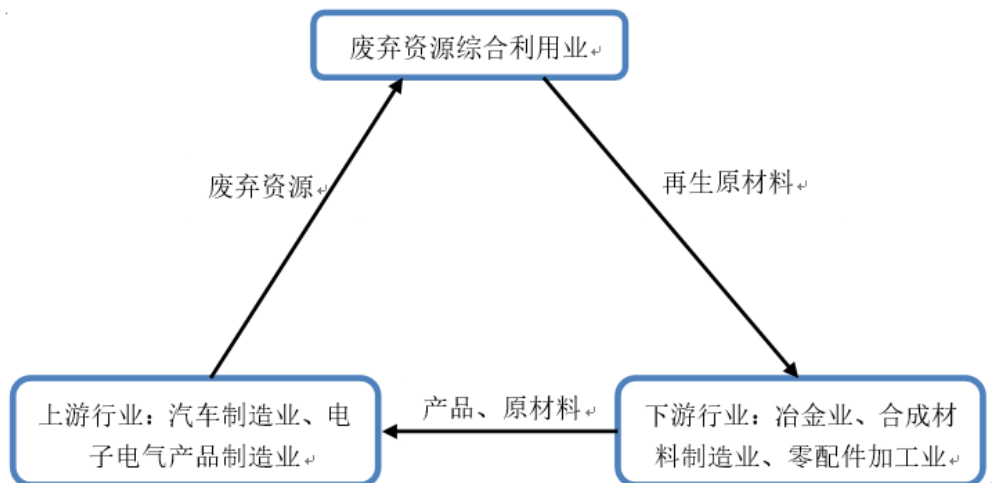 废弃资源综合利用业
废弃资源
再生原材料
产品、原材料
上游行业：汽车制造业、电
子电气产品制造业
下游行业：冶金业、合成材
料制造业、零配件加工业